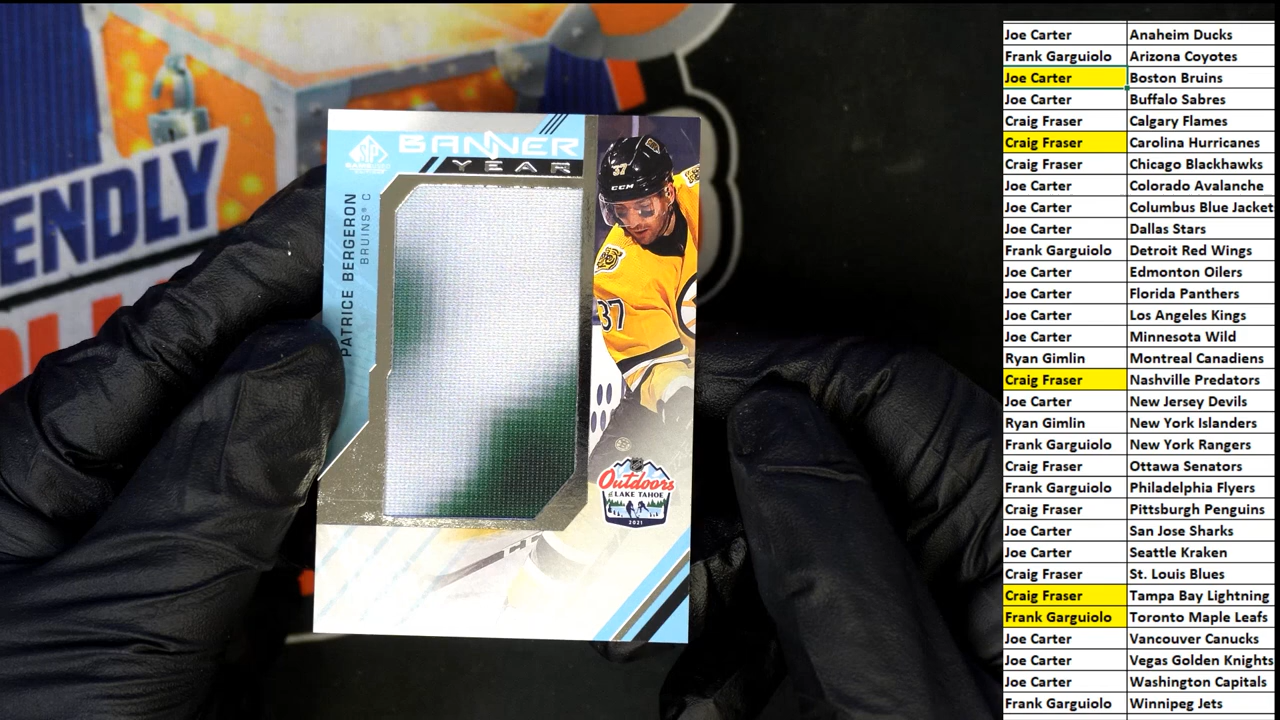 ENDLY
BANNER
YEAR
SP
PATRICE BERGERON
BRUINS® C
37
CCM
37
Outdoors
at LAKE TAHOE
2021
Joe Carter Anaheim Ducks
Frank Garguiolo Arizona Coyotes
Joe Carter Boston Bruins
Joe Carter Buffalo Sabres
Craig Fraser Calgary Flames
Craig Fraser Carolina Hurricanes
Craig Fraser Chicago Blackhawks
Joe Carter Colorado Avalanche
Joe Carter Columbus Blue Jacket
Joe Carter Dallas Stars
Frank Garguiolo Detroit Red Wings
Joe Carter Edmonton Oilers
Joe Carter Florida Panthers
Joe Carter Los Angeles Kings
Joe Carter Minnesota Wild
Ryan Gimlin Montreal Canadiens
Craig Fraser Nashville Predators
Joe Carter New Jersey Devils
Ryan Gimlin New York Islanders
Frank Garguiolo New York Rangers
Craig Fraser Ottawa Senators
Frank Garguiolo Philadelphia Flyers
Craig Fraser Pittsburgh Penguins
Joe Carter San Jose Sharks
Joe Carter Seattle Kraken
Craig Fraser St. Louis Blues
Craig Fraser Tampa Bay Lightning
Frank Garguiolo Toronto Maple Leafs
Joe Carter Vancouver Canucks
Joe Carter Vegas Golden Knights
Joe Carter Washington Capitals
Frank Garguiolo Winnipeg Jets